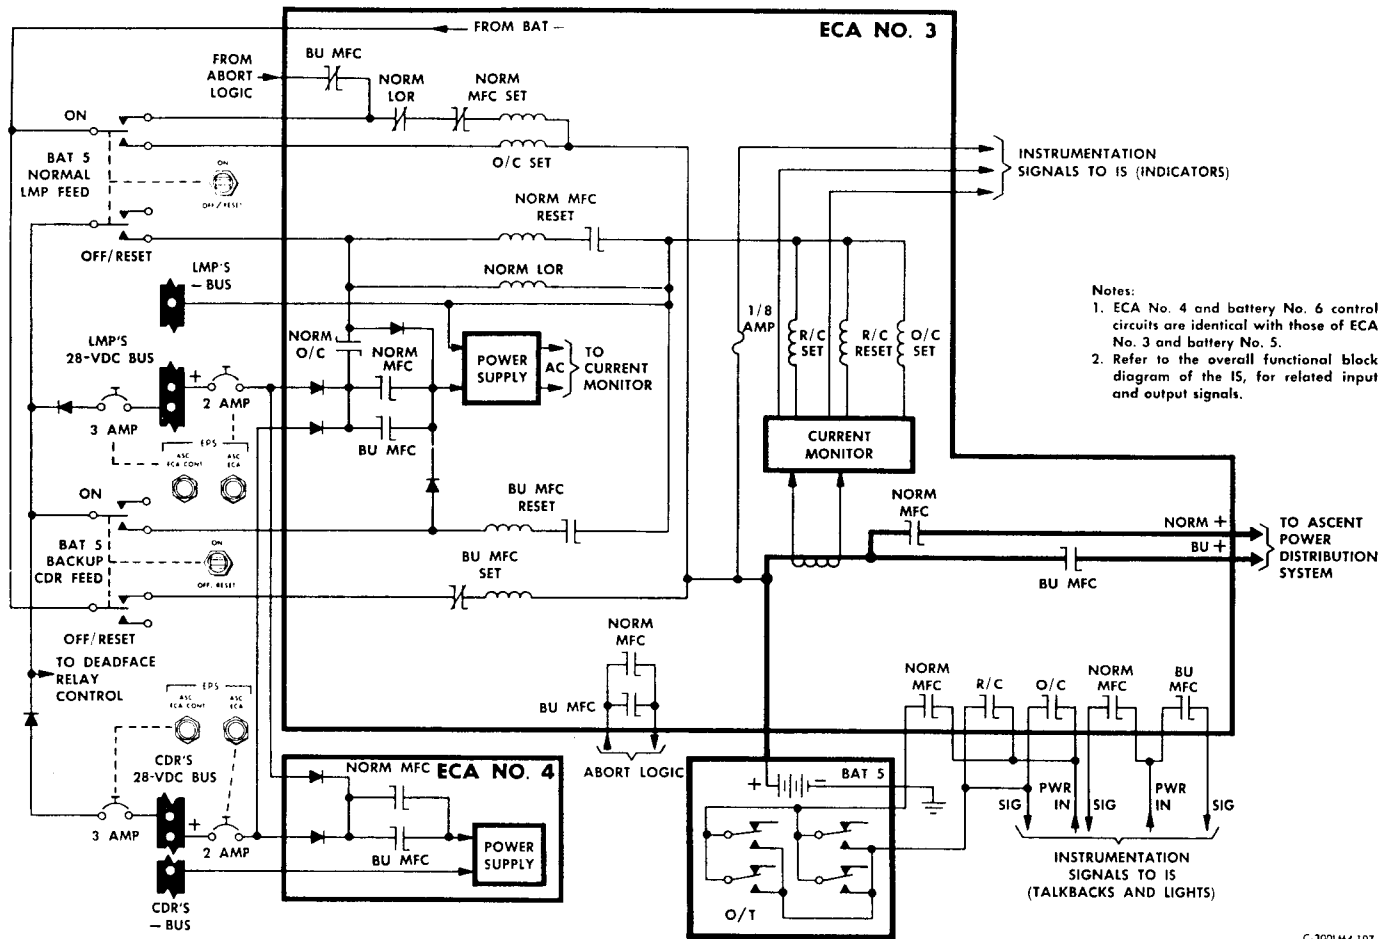 ECA NO. 3
FROM BAT –
FROM
ABORT
LOGIC
BU MFC
NORM
LOR
NORM
MFC SET
ON
O/C SET
BAT 5
NORMAL
LMP FEED
ON
OFF/RESET
OFF/RESET
NORM MFC
RESET
NORM LOR
LMP'S
– BUS
INSTRUMENTATION
SIGNALS TO IS (INDICATORS)
Notes:
1. ECA No. 4 and battery No. 6 control
circuits are identical with those of ECA
No. 3 and battery No. 5.
2. Refer to the overall functional block
diagram of the IS, for related input
and output signals.
1/8
AMP
R/C
SET
R/C
RESET
O/C
SET
NORM
O/C
NORM
MFC
BU MFC
POWER
SUPPLY
AC
TO
CURRENT
MONITOR
LMP'S
28-VDC BUS
+
2 AMP
3 AMP
EPS
ASC
ECA CONT
ASC
ECA
CURRENT
MONITOR
ON
BAT 5
BACKUP
CDR FEED
ON
OFF/RESET
OFF/RESET
BU MFC
RESET
BU MFC
SET
NORM
MFC
BU MFC
NORM +
BU +
TO ASCENT
POWER
DISTRIBUTION
SYSTEM
TO DEADFACE
RELAY
CONTROL
EPS
ASC
ECA CONT
ASC
ECA
CDR'S
28-VDC BUS
3 AMP
+
2 AMP
CDR'S
– BUS
NORM
MFC
BU MFC
ABORT LOGIC
ECA NO. 4
NORM MFC
BU MFC
POWER
SUPPLY
BAT 5
+
–
O/T
NORM
MFC
R/C
O/C
NORM
MFC
BU
MFC
SIG
PWR
IN
SIG
PWR
IN
SIG
INSTRUMENTATION
SIGNALS TO IS
(TALKBACKS AND LIGHTS)